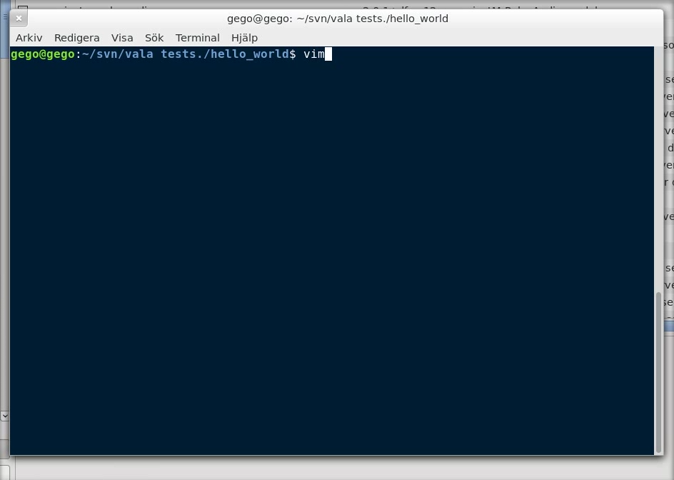 gego@gego: ~/svn/vala tests./hello_world
Arkiv Redigera Visa Sök Terminal Hjälp
gego@gego:~/svn/vala tests./hello_world$ vim